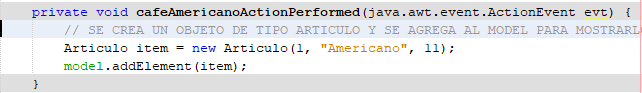 private void cafeAmericanoActionPerformed(java.awt.event.ActionEvent evt) {
// SE CREA UN OBJETO DE TIPO ARTICULO Y SE AGREGA AL MODEL PARA MOSTRARL
Articulo item = new Articulo(1, "Americano", 11);
model.addElement(item);
}